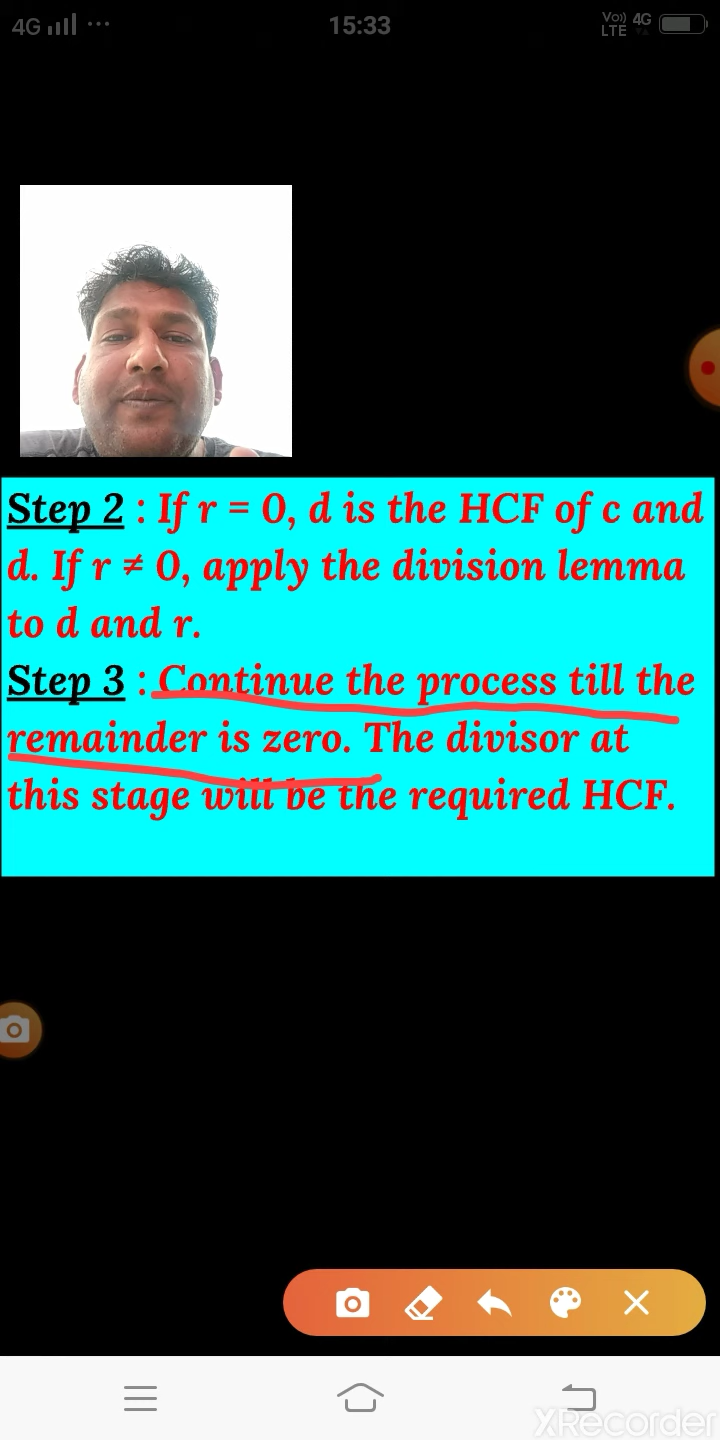 4G ... 15:33 Vo)) LTE 4G
Step 2 : If r = 0, d is the HCF of c and
d. If r ≠ 0, apply the division lemma
to d and r.
Step 3 : Continue the process till the
remainder is zero. The divisor at
this stage will be the required HCF.
XRecorder